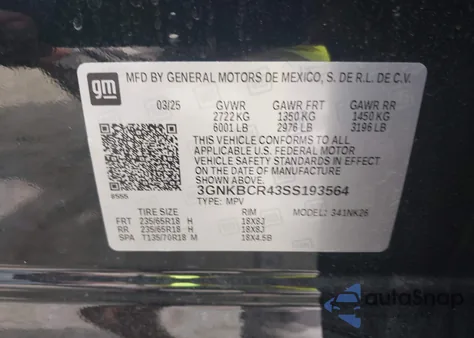 gm
MFD BY GENERAL MOTORS DE MEXICO, S. DE R.L. DE C.V.
03/25 GVWR GAWR FRT GAWR RR
2722 KG 1350 KG 1450 KG
6001 LB 2976 LB 3196 LB
THIS VEHICLE CONFORMS TO ALL
APPLICABLE U.S. FEDERAL MOTOR
VEHICLE SAFETY STANDARDS IN EFFECT
ON THE DATE OF MANUFACTURE SHOWN ABOVE.
3GNKBCR43SS193564
TYPE: MPV MODEL: 341NK26
TIRE SIZE RIM
FRT 235/65R18 H 18X8J
RR 235/65R18 H 18X8J
SPA T135/70R18 M 18X4.5B
autoSnap